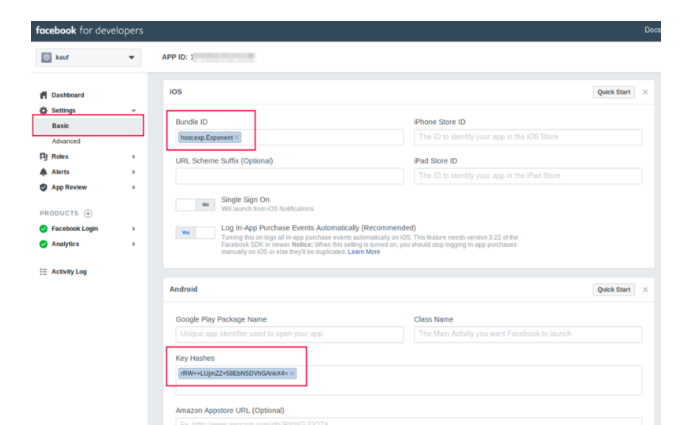 facebook for developers
Docs
kauf
APP ID: 1
Dashboard
Settings
Basic
Advanced
Roles
Alerts
App Review
PRODUCTS
Facebook Login
Analytics
Activity Log
iOS
Quick Start
Bundle ID
host.exp.Exponent
iPhone Store ID
The ID to identify your app in the iOS Store
URL Scheme Suffix (Optional)
iPad Store ID
The ID to identify your app in the iPad Store
No
Single Sign On
Will launch from iOS Notifications
Yes
Log In-App Purchase Events Automatically (Recommended)
Turning this on logs all in-app purchase events automatically on iOS. This feature needs version 3.22 of the
Facebook SDK or newer. Notice: When this setting is turned on, you should stop logging in-app purchases
manually on iOS or else they'll be duplicated. Learn More
Android
Quick Start
Google Play Package Name
Unique app identifier used to open your app
Class Name
The Main Activity you want Facebook to launch
Key Hashes
rRW++LUjmZZ+58EbN5DVhGAnkX4=
Amazon Appstore URL (Optional)